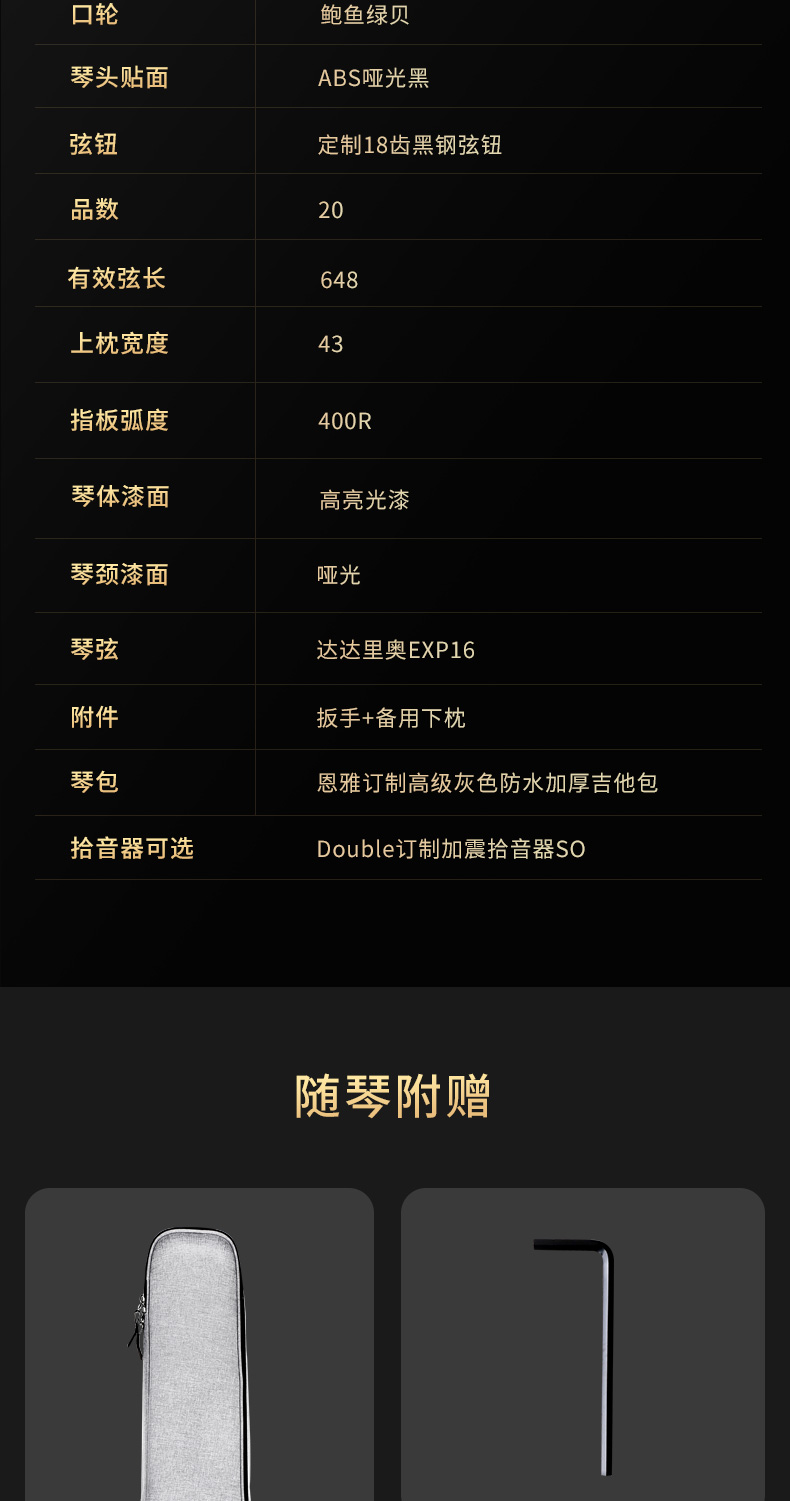 口轮 鲍鱼绿贝
琴头贴面 ABS哑光黑
弦钮 定制18齿黑钢弦钮
品数 20
有效弦长 648
上枕宽度 43
指板弧度 400R
琴体漆面 高亮光漆
琴颈漆面 哑光
琴弦 达达里奥EXP16
附件 扳手+备用下枕
琴包 恩雅订制高级灰色防水加厚吉他包
拾音器可选 Double订制加震拾音器SO
随琴附赠